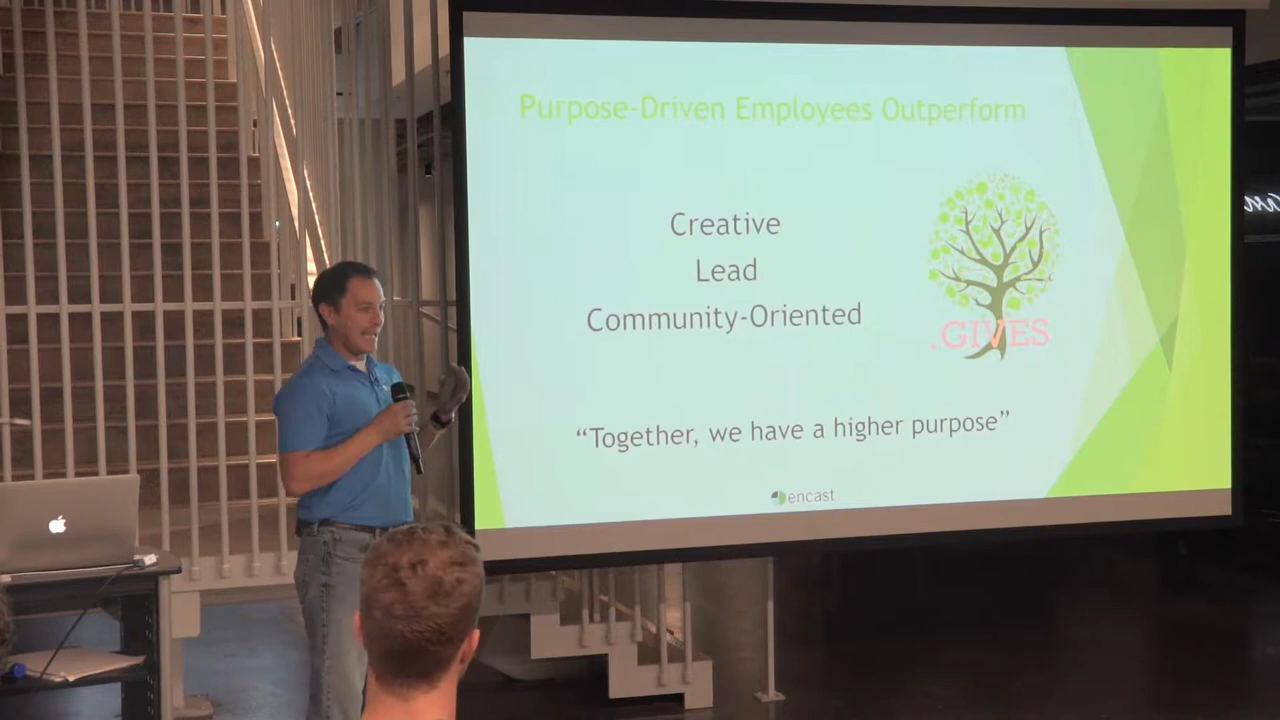 Purpose-Driven Employees Outperform
Creative
Lead
Community-Oriented
.GIVES
“Together, we have a higher purpose”
encast